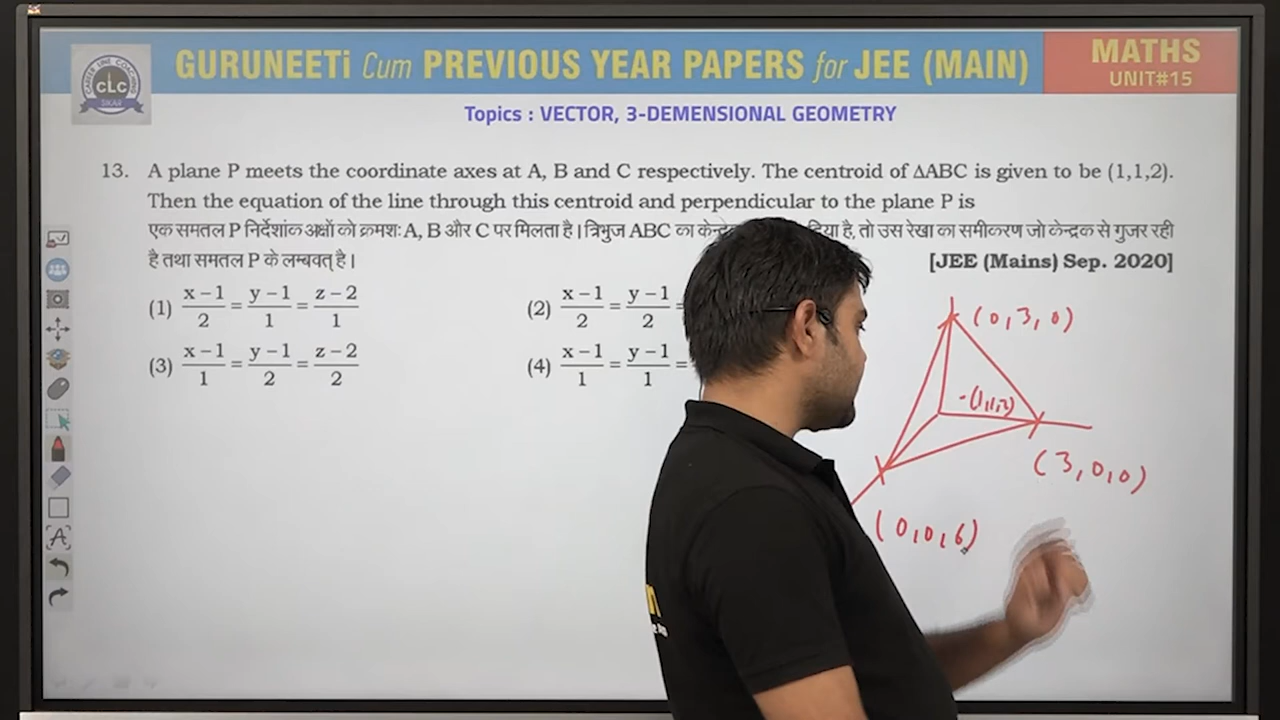 GURUNEETi Cum PREVIOUS YEAR PAPERS for JEE (MAIN)
MATHS
UNIT#15
CLC
SIKAR
Topics : VECTOR, 3-DEMENSIONAL GEOMETRY
13. A plane P meets the coordinate axes at A, B and C respectively. The centroid of ΔABC is given to be (1,1,2).
Then the equation of the line through this centroid and perpendicular to the plane P is
एक समतल P निर्देशांक अक्षों को क्रमशः A, B और C पर मिलता है। त्रिभुज ABC का केन्द्र दिया है, तो उस रेखा का समीकरण जो केन्द्रक से गुजर रही
है तथा समतल P के लम्बवत् है।
[JEE (Mains) Sep. 2020]
(1) x–1/2 = y–1/1 = z–2/1
(2) x–1/2 = y–1/2 =
(3) x–1/1 = y–1/2 = z–2/2
(4) x–1/1 = y–1/1 =
(0,3,0)
(1,1,2)
(3,0,0)
(0,0,6)